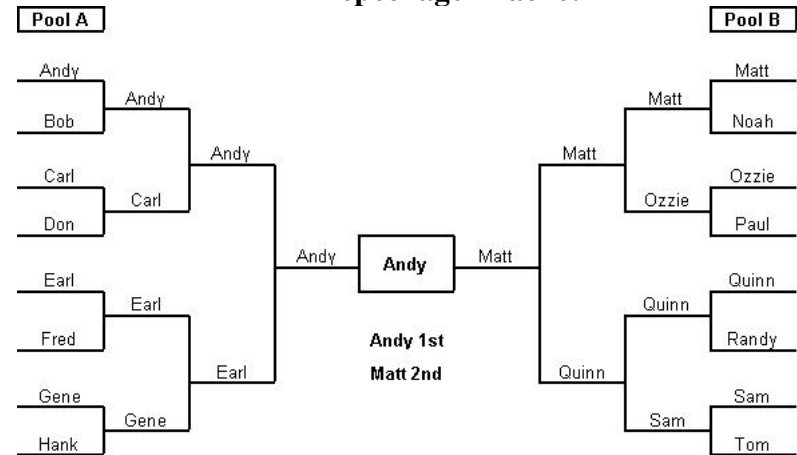 Pool A
Pool B
Andy
Andy
Bob
Andy
Carl
Carl
Don
Andy
Earl
Earl
Fred
Earl
Gene
Gene
Hank
Andy
Andy 1st
Matt 2nd
Matt
Matt
Matt
Matt
Noah
Ozzie
Ozzie
Paul
Quinn
Quinn
Quinn
Randy
Sam
Sam
Tom